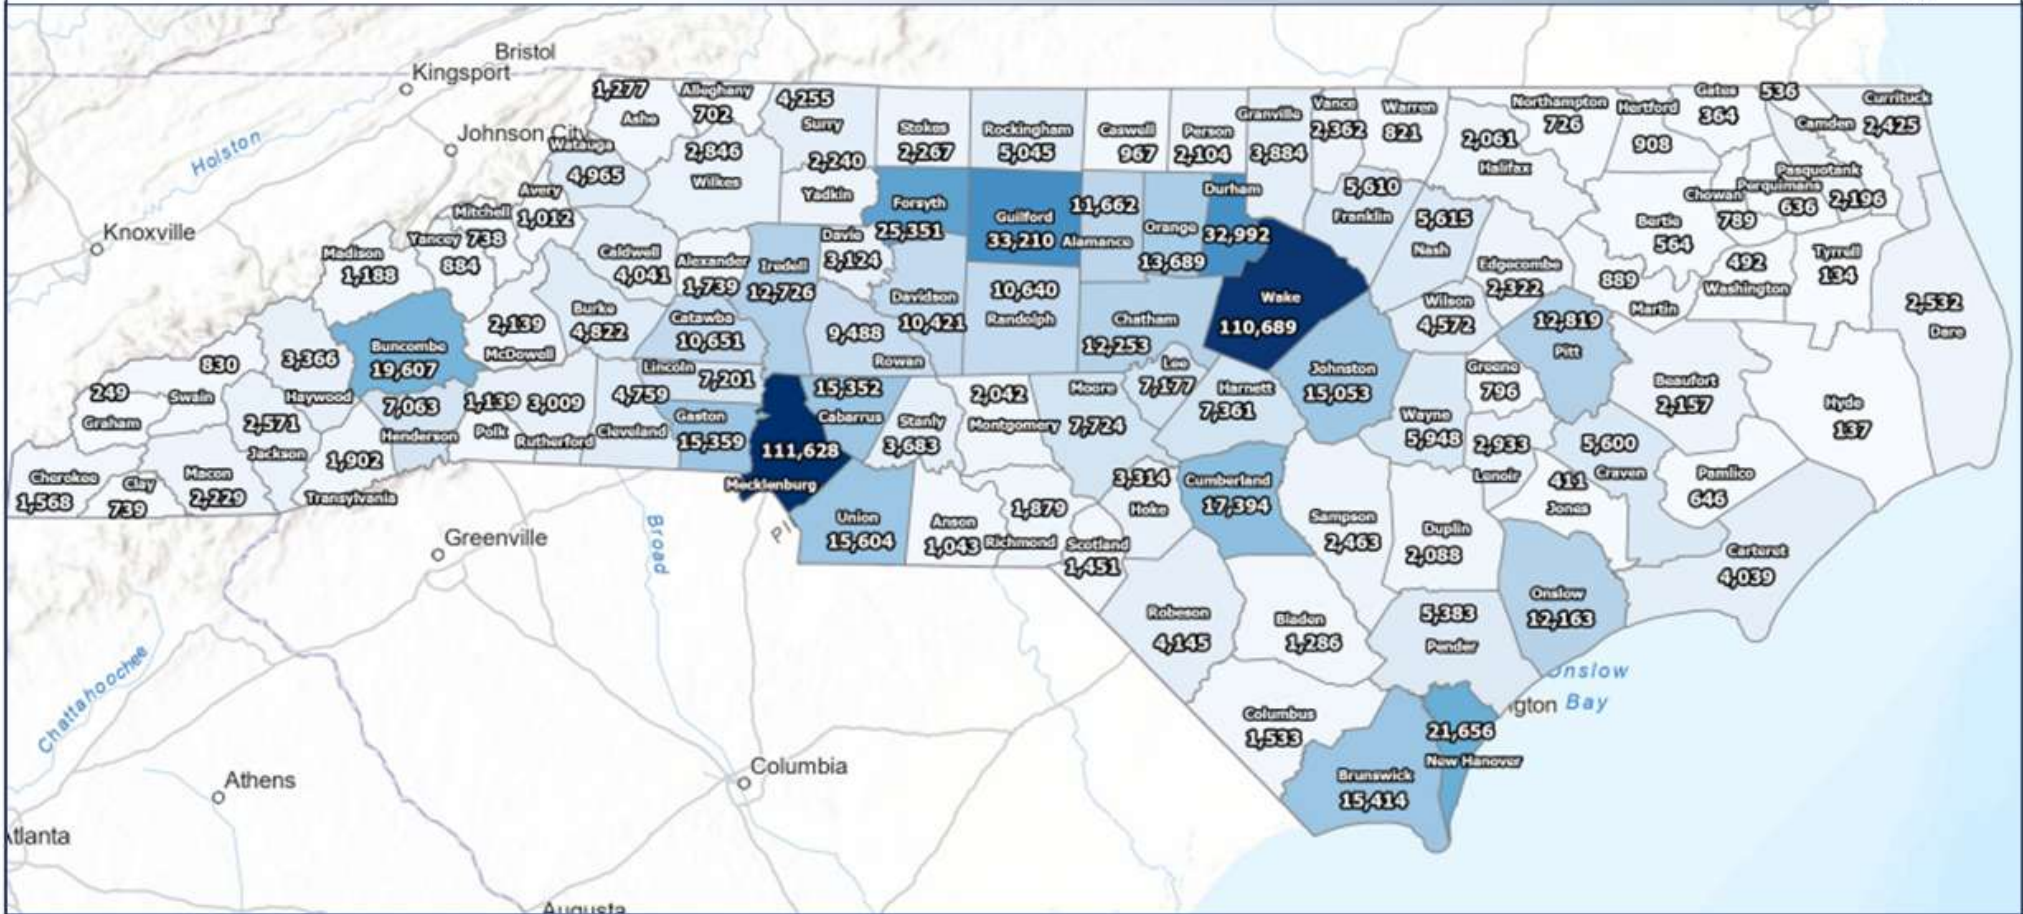 Bristol
Kingsport
Johnson City
Holston
Knoxville
1,277
Ashe
Alleghany
702
4,255
Surry
Stokes
2,267
Rockingham
5,045
Caswell
967
Person
2,104
Granville
3,884
Vance
2,362
Warren
821
2,061
Halifax
Northampton
726
Hertford
908
Gates
364
536
Camden
Currituck
2,425
Pasquotank
2,196
Perquimans
636
Chowan
789
Watauga
4,965
2,846
Wilkes
2,240
Yadkin
Forsyth
25,351
Guilford
33,210
11,662
Alamance
Orange
13,689
Durham
32,992
5,610
Franklin
5,615
Nash
Bertie
564
Avery
1,012
Mitchell
738
Yancey
884
Madison
1,188
Caldwell
4,041
Alexander
1,739
Iredell
12,726
Davie
3,124
Davidson
10,421
10,640
Randolph
Chatham
12,253
Wake
110,689
Edgecombe
2,322
Wilson
4,572
889
Martin
492
Washington
Tyrrell
134
2,532
Dare
Buncombe
19,607
2,139
McDowell
Burke
4,822
Catawba
10,651
9,488
Rowan
Lee
7,177
Johnston
15,053
12,819
Pitt
Greene
796
Beaufort
2,157
Hyde
137
830
Swain
3,366
Haywood
249
Graham
2,571
Jackson
7,063
Henderson
1,139
Polk
3,009
Rutherford
4,759
Cleveland
Lincoln
7,201
Gaston
15,359
15,352
Cabarrus
Stanly
3,683
2,042
Montgomery
Moore
7,724
Harnett
7,361
Wayne
5,948
2,933
Lenoir
5,600
Craven
411
Jones
Pamlico
646
Cherokee
1,568
Clay
739
Macon
2,229
1,902
Transylvania
111,628
Mecklenburg
Union
15,604
Anson
1,043
1,879
Richmond
Scotland
1,451
3,314
Hoke
Cumberland
17,394
Sampson
2,463
Duplin
2,088
Onslow
12,163
Carteret
4,039
Greenville
Broad
Pi
Robeson
4,145
Bladen
1,286
5,383
Pender
Columbus
1,533
Brunswick
15,414
21,656
New Hanover
Onslow
Bay
ngton
Chattahoochee
Athens
Columbia
Atlanta
Augusta